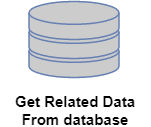 Get Related Data
From database